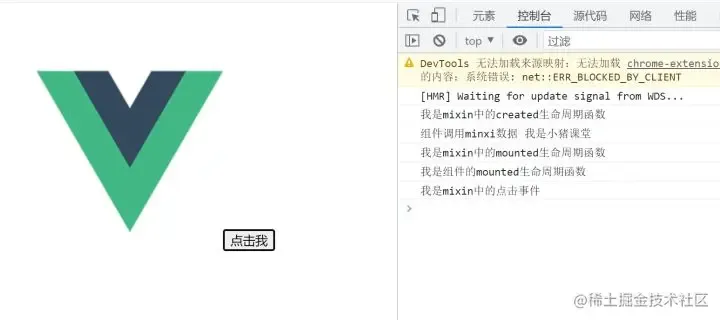 元素 控制台 源代码 网络 性能
top ▼ 过滤
DevTools 无法加载来源映射：无法加载 chrome-extension
的内容：系统错误：net::ERR_BLOCKED_BY_CLIENT
[HMR] Waiting for update signal from WDS...
我是mixin中的created生命周期函数
组件调用minxi数据 我是小猪课堂
我是mixin中的mounted生命周期函数
我是组件的mounted生命周期函数
我是mixin中的点击事件
点击我
@稀土掘金技术社区